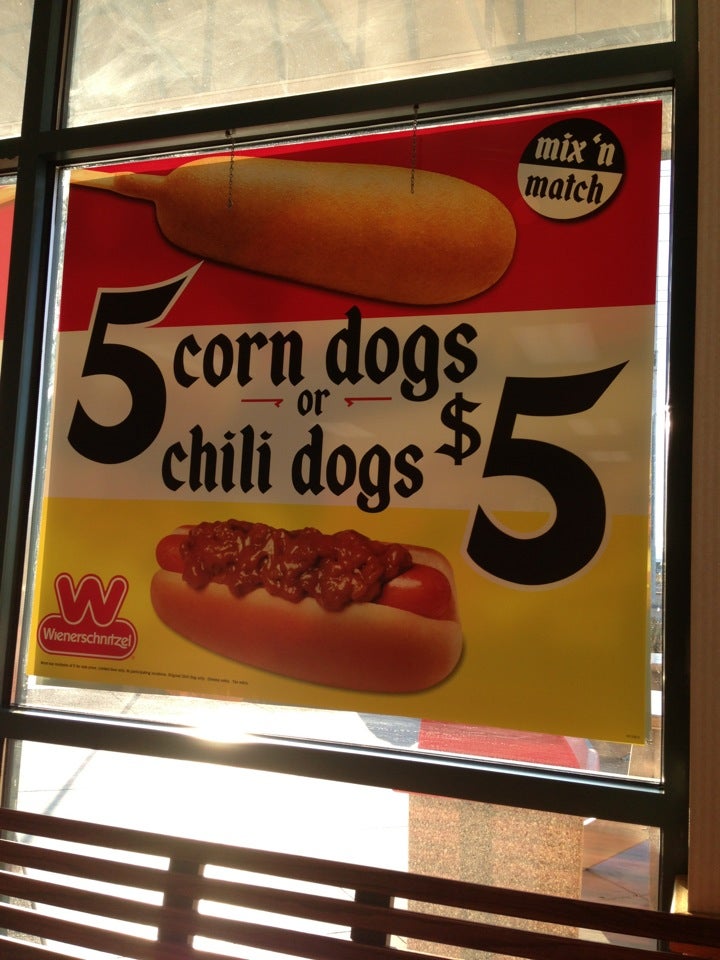 mix 'n
match
5 corn dogs
or
chili dogs $5
W
Wienerschnitzel